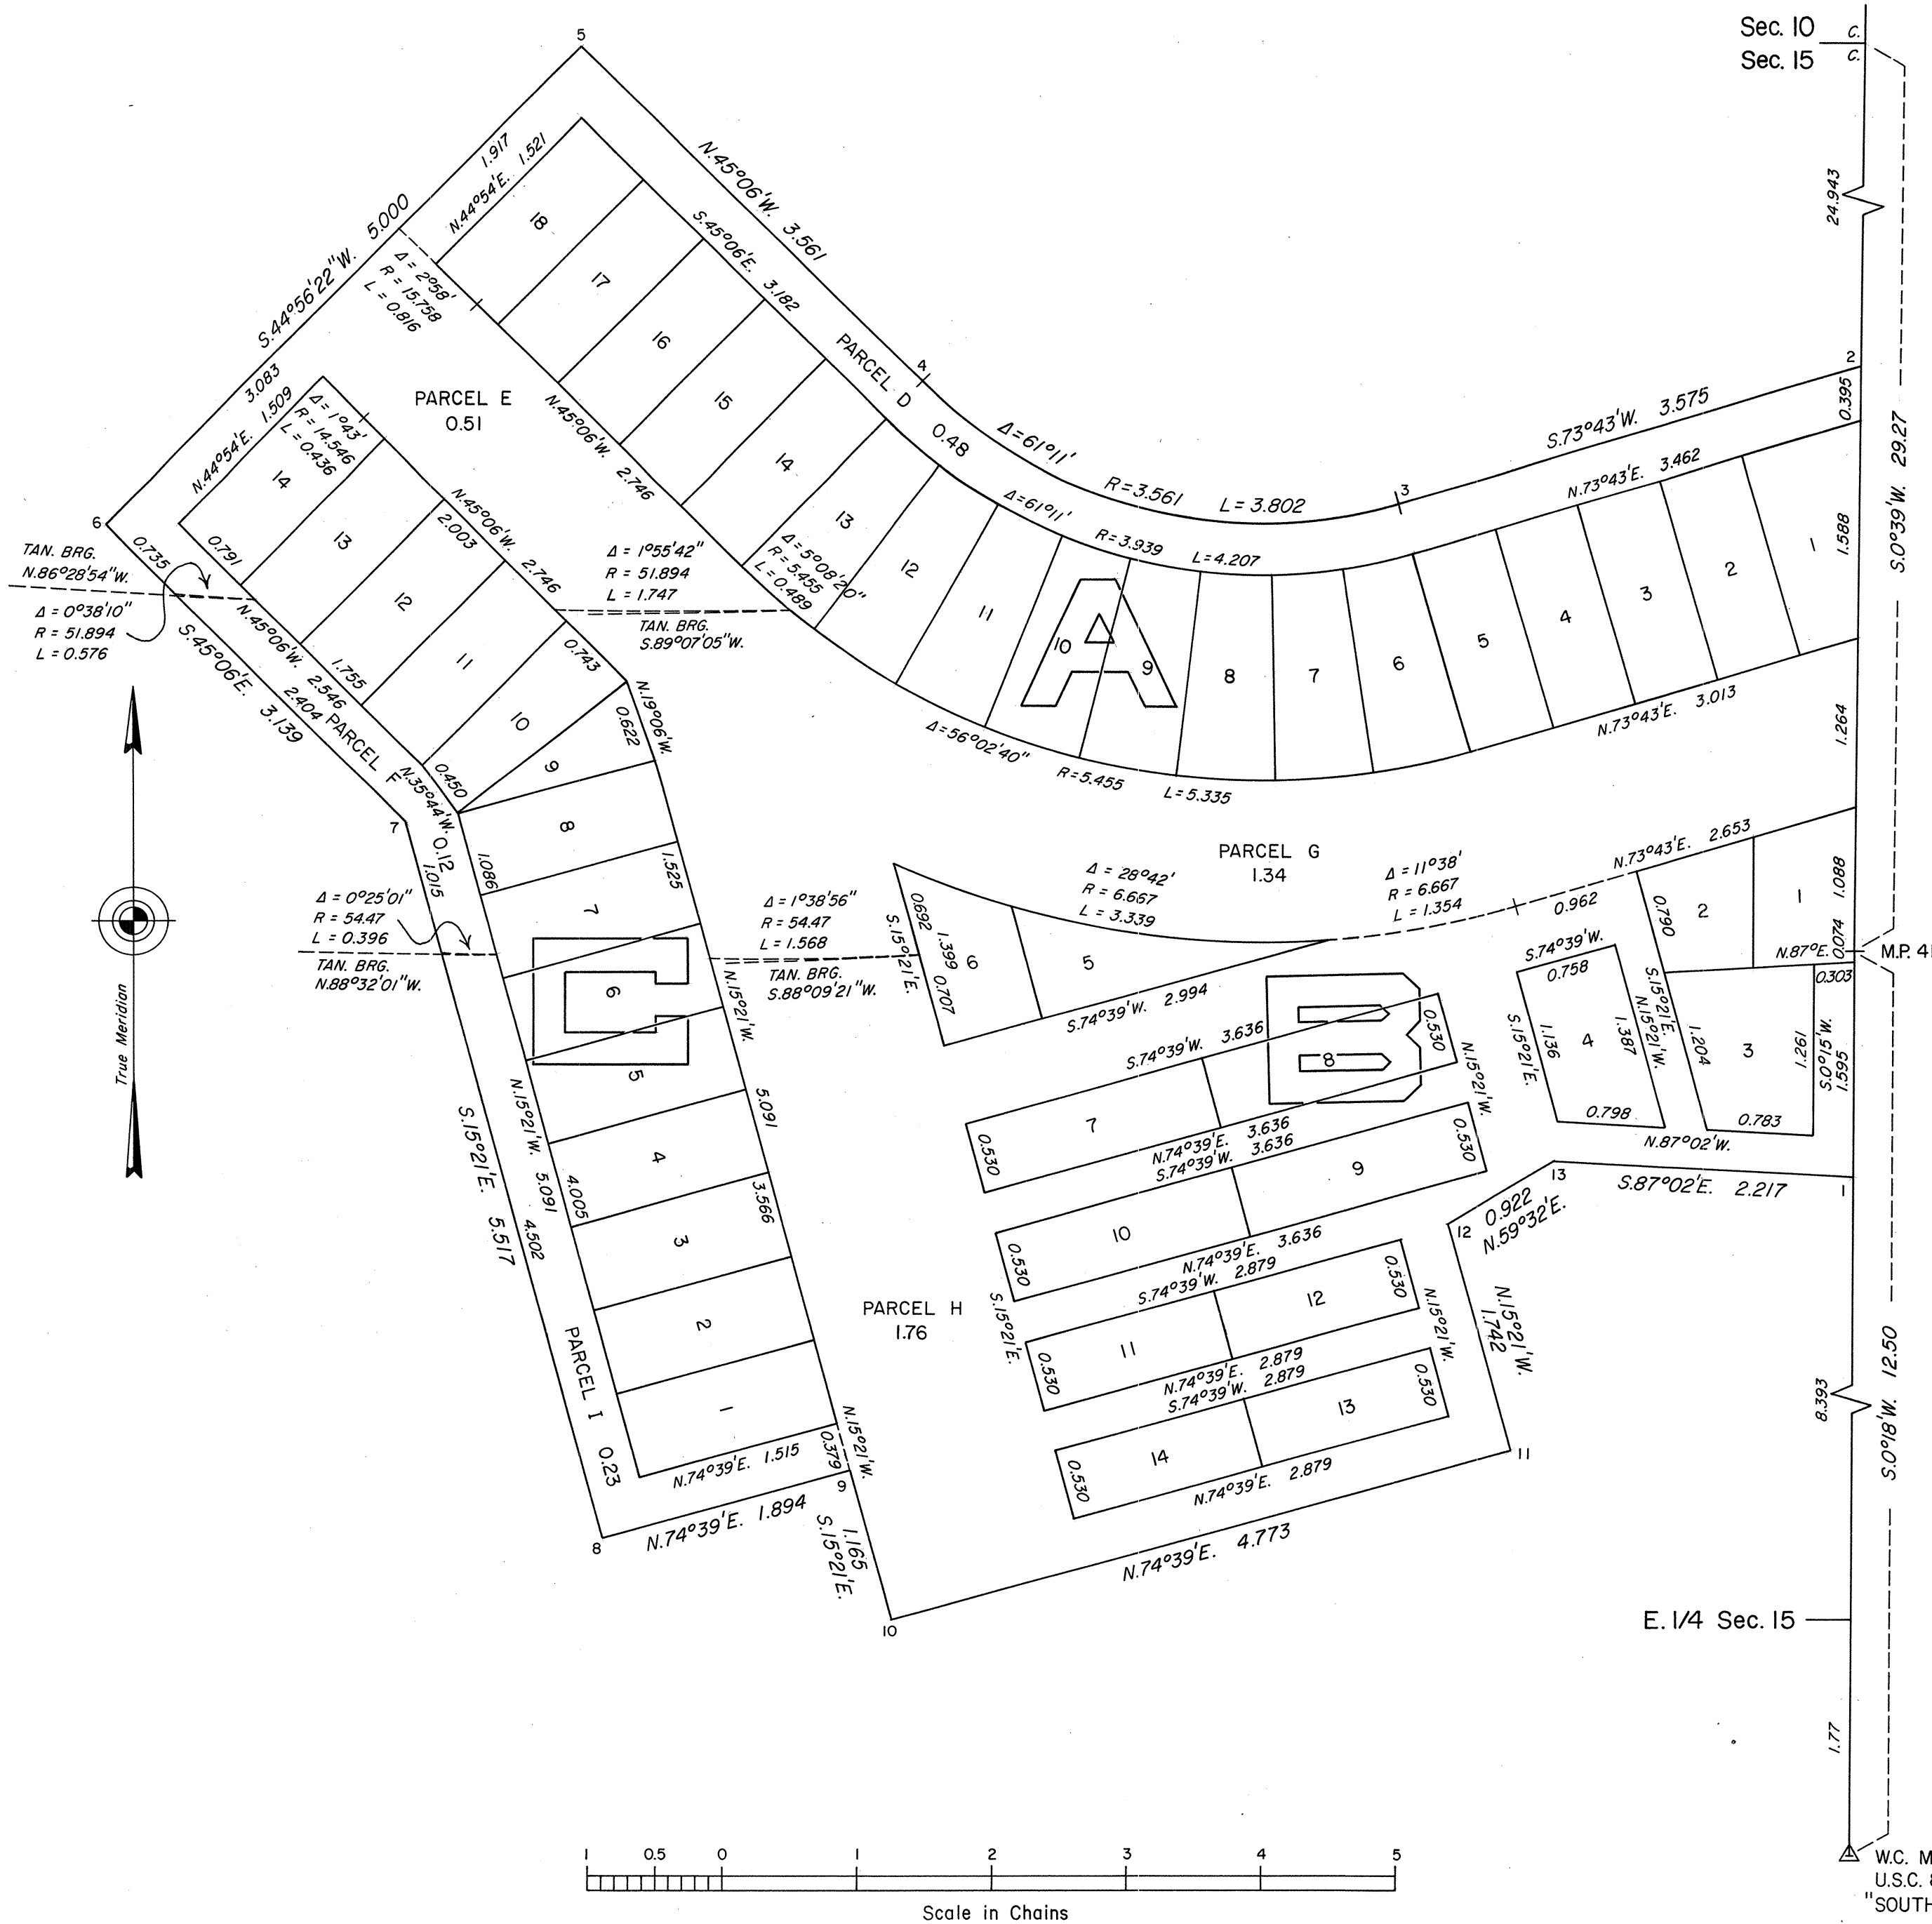 Sec. 10 C.
Sec. 15 C.
24.943
S.0°39'W. 29.27
5
1.917
S.44°56'22"W. 5.000
N.44°54'E. 1.521
N.45°06'W. 3.561
S.45°06'E. 3.182
18
17
16
15
14
13
12
11
10
9
8
7
6
5
4
3
2
1
A
Δ = 2°58'
R = 15.758
L = 0.816
PARCEL D 0.48
4
Δ=61°11'
R=3.561 L = 3.802
3
S.73°43'W. 3.575
2
0.395
N.73°43'E. 3.462
1.588
Δ=61°11'
R=3.939
L=4.207
PARCEL E
0.51
N.45°06'W. 2.746
3.083
N.44°54'E. 1.509
Δ = 1°43'
R = 14.546
L = 0.436
14
13
12
11
10
9
8
7
6
5
4
3
2
1
C
N.45°06'W. 2.746
2.003
0.743
6
0.735
0.791
TAN. BRG.
N.86°28'54"W.
Δ = 0°38'10"
R = 51.894
L = 0.576
Δ = 1°55'42"
R = 51.894
L = 1.747
TAN. BRG.
S.89°07'05"W.
Δ = 5°08'20"
R = 5.455
L = 0.489
N.45°06'W. 2.546
1.755
S.45°06'E. 3.139
2.404
PARCEL F 0.12
N.35°44'W.
0.450
N.19°06'W.
0.622
Δ=56°02'40"
R=5.455
L=5.335
N.73°43'E. 3.013
1.264
PARCEL G
1.34
7
1.015
1.086
1.525
Δ = 0°25'01"
R = 54.47
L = 0.396
TAN. BRG.
N.88°32'01"W.
Δ = 1°38'56"
R = 54.47
L = 1.568
TAN. BRG.
S.88°09'21"W.
Δ = 28°42'
R = 6.667
L = 3.339
Δ = 11°38'
R = 6.667
L = 1.354
0.962
N.73°43'E. 2.653
1.088
0.074
M.P. 4
N.87°E.
0.303
1
2
0.790
S.15°21'E.
0.692
1.399
0.707
6
5
S.74°39'W. 2.994
B
S.74°39'W.
0.758
S.15°21'E.
1.136
4
1.387
N.15°21'W.
0.798
S.15°21'E.
1.204
3
1.261
S.0°15'W.
1.595
0.783
N.87°02'W.
S.74°39'W. 3.636
0.530
N.15°21'W.
7
8
0.530
N.74°39'E. 3.636
S.74°39'W. 3.636
0.530
9
10
0.530
N.74°39'E. 3.636
S.74°39'W. 2.879
S.15°21'E.
0.530
N.15°21'W.
11
12
0.530
N.74°39'E. 2.879
S.74°39'W. 2.879
0.530
13
14
0.530
N.74°39'E. 2.879
13
S.87°02'E. 2.217
1
0.922
N.59°32'E.
12
N.15°21'W.
1.742
11
N.15°21'W. 5.091
4.005
N.15°21'W. 5.091
3.566
S.15°21'E. 5.517
4.502
PARCEL H
1.76
PARCEL I 0.23
N.74°39'E. 1.515
0.379
N.15°21'W.
9
8
N.74°39'E. 1.894
1.165
S.15°21'E.
10
N.74°39'E. 4.773
8.393
S.0°18'W. 12.50
E. 1/4 Sec. 15
1.77
True Meridian
1 0.5 0 1 2 3 4 5
Scale in Chains
W.C. M
U.S.C.
"SOUTH